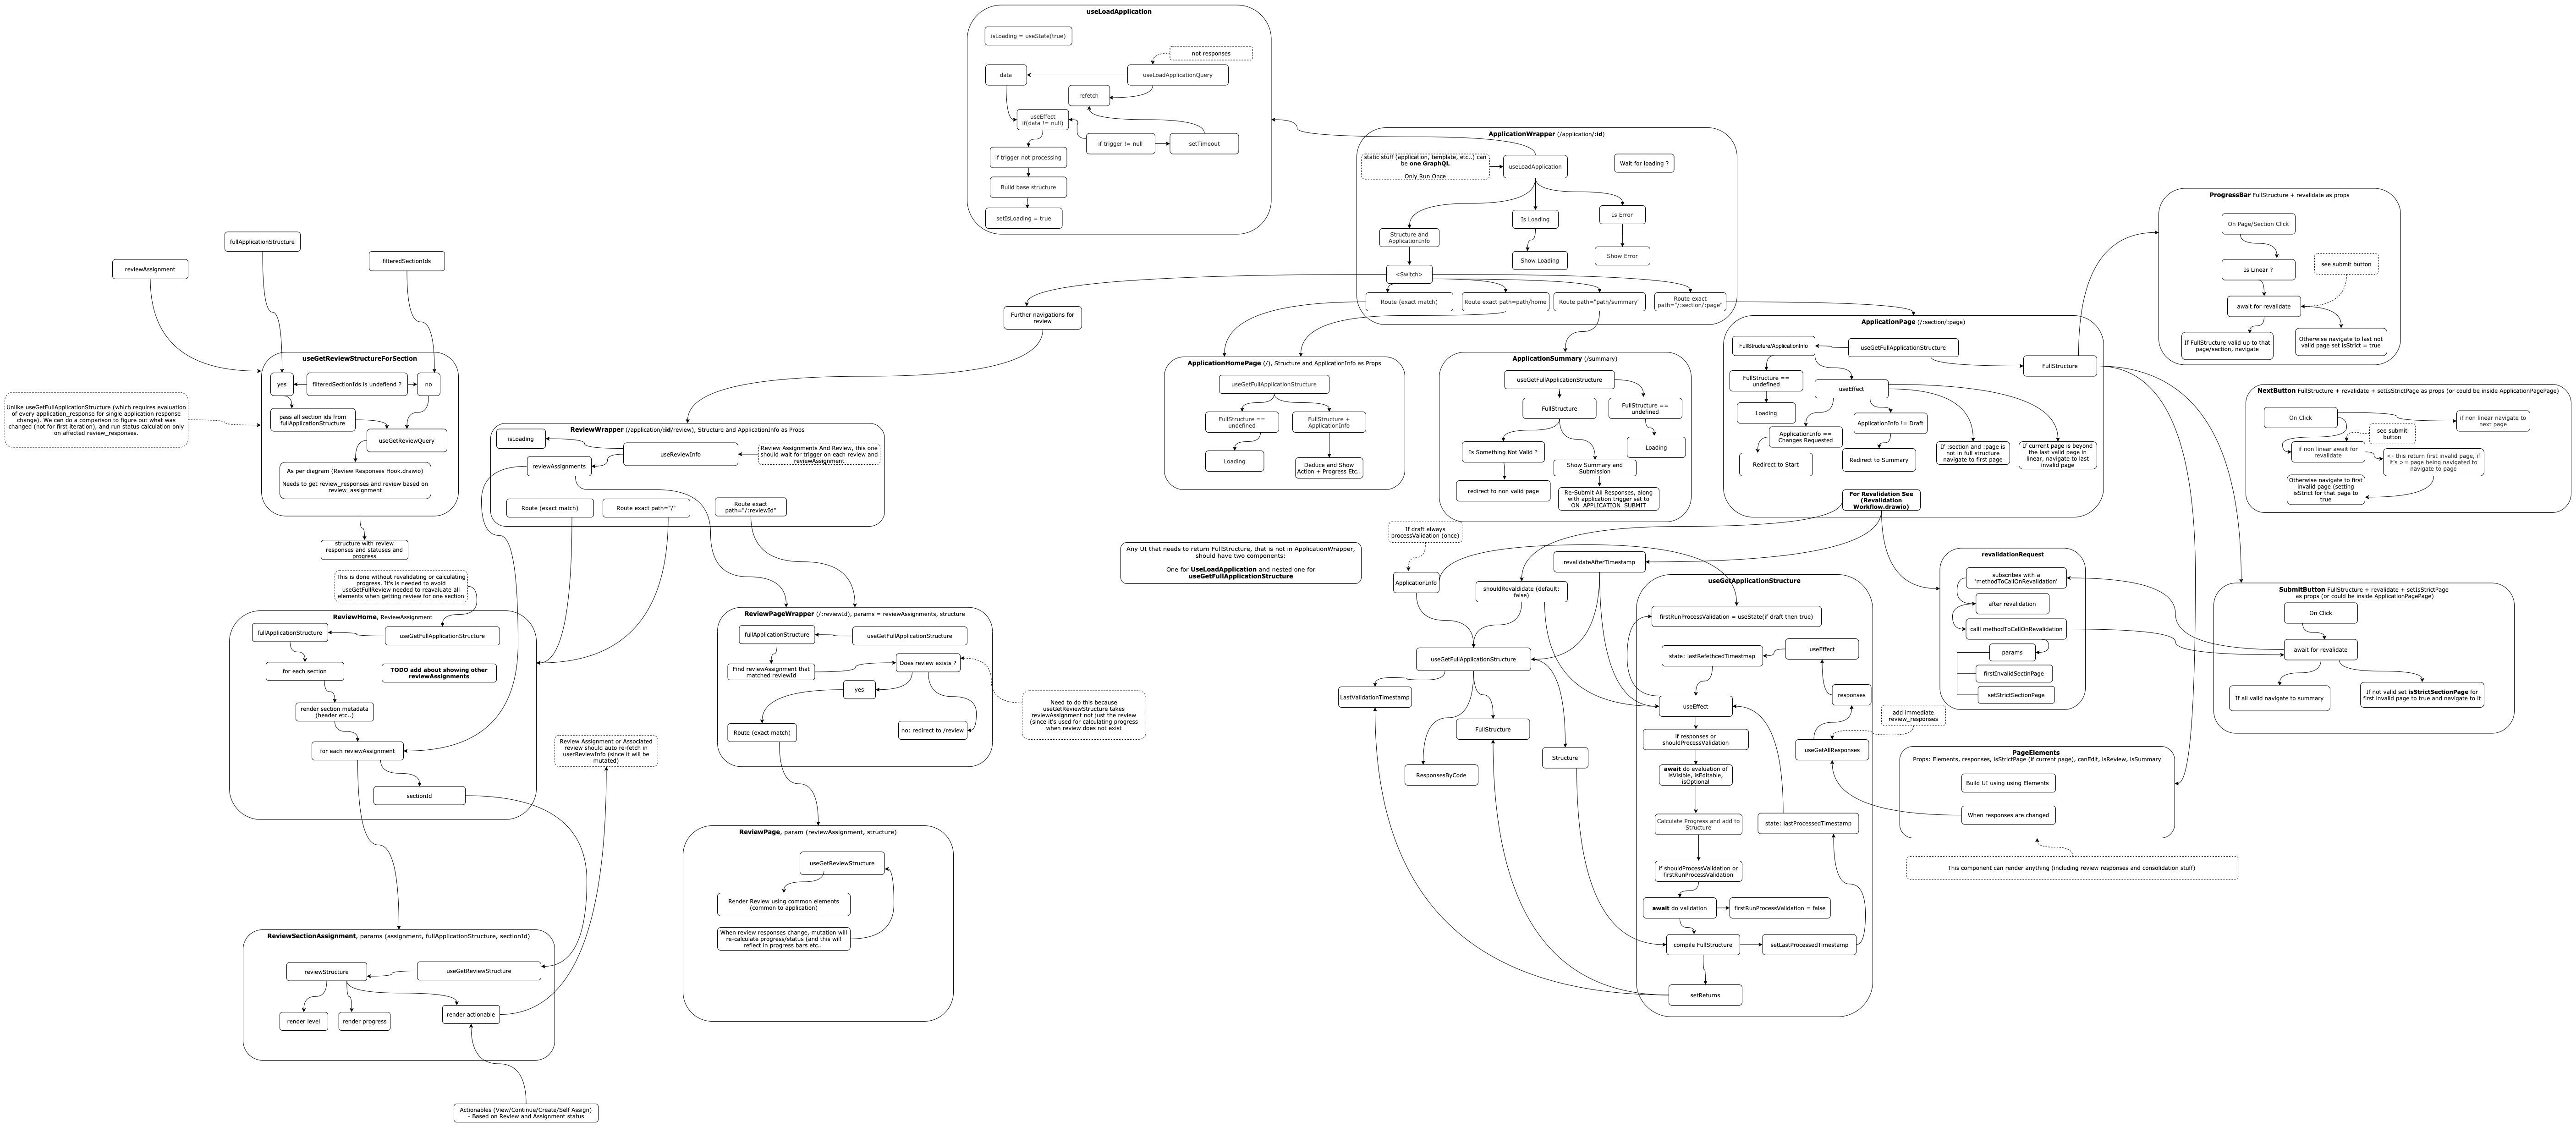 useLoadApplication
isLoading = useState(true)
not responses
data
useLoadApplicationQuery
refetch
useEffect
if(data != null)
if trigger != null
setTimeout
if trigger not processing
Build base structure
setIsLoading = true
ApplicationWrapper (/application/:id)
static stuff (application, template, etc..) can
be one GraphQL
Only Run Once
useLoadApplication
Wait for loading ?
Is Loading
Is Error
Structure and
ApplicationInfo
Show Loading
Show Error
<Switch>
Route (exact match)
Route exact path=path/home
Route path="path/summary"
Route exact
path="/:section/:page"
Further navigations for
review
ProgressBar FullStructure + revalidate as props
On Page/Section Click
Is Linear ?
see submit button
await for revalidate
If FullStructure valid up to that
page/section, navigate
Otherwise navigate to last not
valid page set isStrict = true
fullApplicationStructure
reviewAssignment
filteredSectionIds
useGetReviewStructureForSection
yes
filteredSectionIds is undefiend ?
no
pass all section ids from
fullApplicationStructure
useGetReviewQuery
As per diagram (Review Responses Hook.drawio)
Needs to get review_responses and review based on
review_assignment
Unlike useGetFullApplicationStructure (which requires evaluation
of every application_response for single application response
change). We can do a comparison to figure out what was
changed (not for first iteration), and run status calculation only
on affected review_responses.
structure with review
responses and statuses and
progress
ReviewWrapper (/application/:id/review), Structure and ApplicationInfo as Props
isLoading
useReviewInfo
Review Assignments And Review, this one
should wait for trigger on each review and
reviewAssignment
reviewAssignments
Route (exact match)
Route exact path="/"
Route exact
path="/:reviewId"
ApplicationHomePage (/), Structure and ApplicationInfo as Props
useGetFullApplicationStructure
FullStructure ==
undefined
FullStructure +
ApplicationInfo
Loading
Deduce and Show
Action + Progress Etc..
ApplicationSummary (/summary)
useGetFullApplicationStructure
FullStructure
FullStructure ==
undefined
Is Something Not Valid ?
Loading
Show Summary and
Submission
redirect to non valid page
Re-Submit All Responses, along
with application trigger set to
ON_APPLICATION_SUBMIT
ApplicationPage (/:section/:page)
FullStructure/ApplicationInfo
useGetFullApplicationStructure
FullStructure
FullStructure ==
undefined
useEffect
Loading
ApplicationInfo ==
Changes Requested
ApplicationInfo != Draft
Redirect to Start
Redirect to Summary
If :section and :page is
not in full structure
navigate to first page
If current page is beyond
the last valid page in
linear, navigate to last
invalid page
For Revalidation See
(Revalidation
Workflow.drawio)
NextButton FullStructure + revalidate + setIsStrictPage as props (or could be inside ApplicationPagePage)
On Click
if non linear navigate to
next page
see submit
button
if non linear await for
revalidate
<- this return first invalid page, if
it's >= page being navigated to
navigate to page
Otherwise navigate to first
invalid page (setting
isStrict for that page to
true
Any UI that needs to return FullStructure, that is not in ApplicationWrapper,
should have two components:
One for UseLoadApplication and nested one for
useGetFullApplicationStructure
If draft always
processValidation (once)
ApplicationInfo
shouldRevaldidate (default:
false)
revalidateAfterTimestamp
useGetFullApplicationStructure
LastValidationTimestamp
FullStructure
ResponsesByCode
Structure
useGetApplicationStructure
firstRunProcessValidation = useState(if draft then true)
state: lastRefethcedTimestmap
useEffect
useEffect
responses
if responses or
shouldProcessValidation
await do evaluation of
isVisible, isEditable,
isOptional
Calculate Progress and add to
Structure
state: lastProcessedTimestamp
if shouldProcessValidation or
firstRunProcessValidation
await do validation
firstRunProcessValidation = false
compile FullStructure
setLastProcessedTimestamp
setReturns
add immediate
review_responses
useGetAllResponses
revalidationRequest
subscribes with a
'methodToCallOnRevalidation'
after revalidation
calll methodToCallOnRevalidation
params
firstInvalidSectinPage
setStrictSectionPage
SubmitButton FullStructure + revalidate + setIsStrictPage
as props (or could be inside ApplicationPagePage)
On Click
await for revalidate
If all valid navigate to summary
If not valid set isStrictSectionPage for
first invalid page to true and navigate to it
PageElements
Props: Elements, responses, isStrictPage (if current page), canEdit, isReview, isSummary
Build UI using using Elements
When responses are changed
This component can render anything (including review responses and consolidation stuff)
This is done without revalidating or calculating
progress. It's is needed to avoid
useGetFullReview needed to reavaluate all
elements when getting review for one section
ReviewHome, ReviewAssignment
fullApplicationStructure
useGetFullApplicationStructure
for each section
TODO add about showing other
reviewAssignments
render section metadata
(header etc..)
for each reviewAssignment
sectionId
Review Assignment or Associated
review should auto re-fetch in
userReviewInfo (since it will be
mutated)
ReviewPageWrapper (/:reviewId), params = reviewAssignments, structure
fullApplicationStructure
useGetFullApplicationStructure
Find reviewAssignment that
matched reviewId
Does review exists ?
yes
Route (exact match)
no: redirect to /review
Need to do this because
useGetReviewStructure takes
reviewAssignment not just the review
(since it's used for calculating progress
when review does not exist
ReviewPage, param (reviewAssignment, structure)
useGetReviewStructure
Render Review using common elements
(common to application)
When review responses change, mutation will
re-calculate progress/status (and this will
reflect in progress bars etc..
ReviewSectionAssignment, params (assignment, fullApplicationStructure, sectionId)
reviewStructure
useGetReviewStructure
render level
render progress
render actionable
Actionables (View/Continue/Create/Self Assign)
- Based on Review and Assignment status